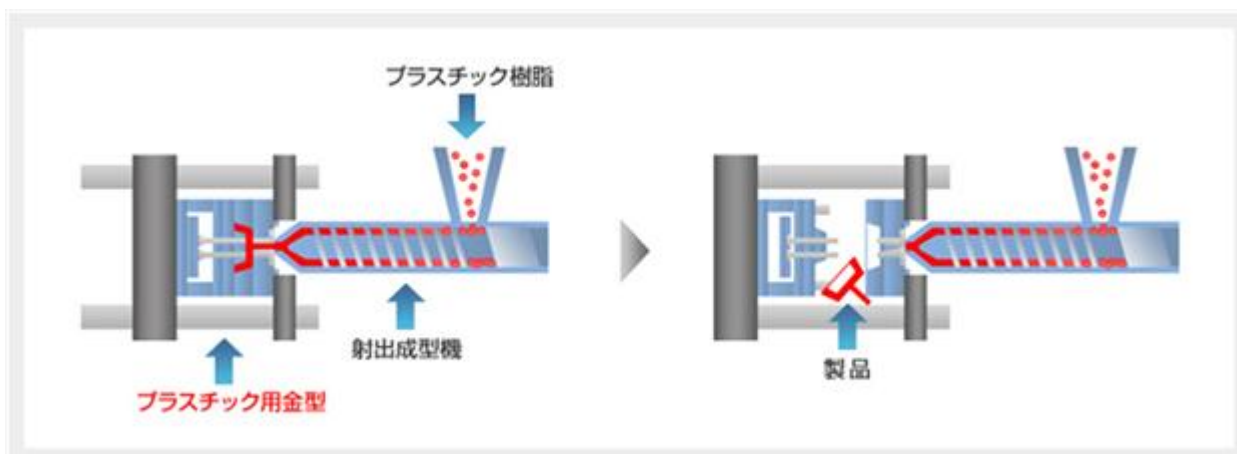 プラスチック樹脂
射出成型機
プラスチック用金型
製品